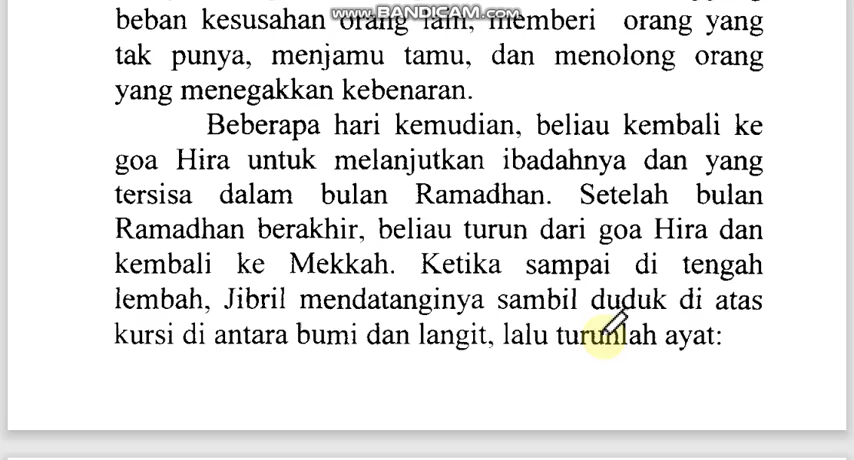 www.BANDICAM.com
beban kesusahan orang lain, memberi orang yang
tak punya, menjamu tamu, dan menolong orang
yang menegakkan kebenaran.
Beberapa hari kemudian, beliau kembali ke
goa Hira untuk melanjutkan ibadahnya dan yang
tersisa dalam bulan Ramadhan. Setelah bulan
Ramadhan berakhir, beliau turun dari goa Hira dan
kembali ke Mekkah. Ketika sampai di tengah
lembah, Jibril mendatanginya sambil duduk di atas
kursi di antara bumi dan langit, lalu turunlah ayat: